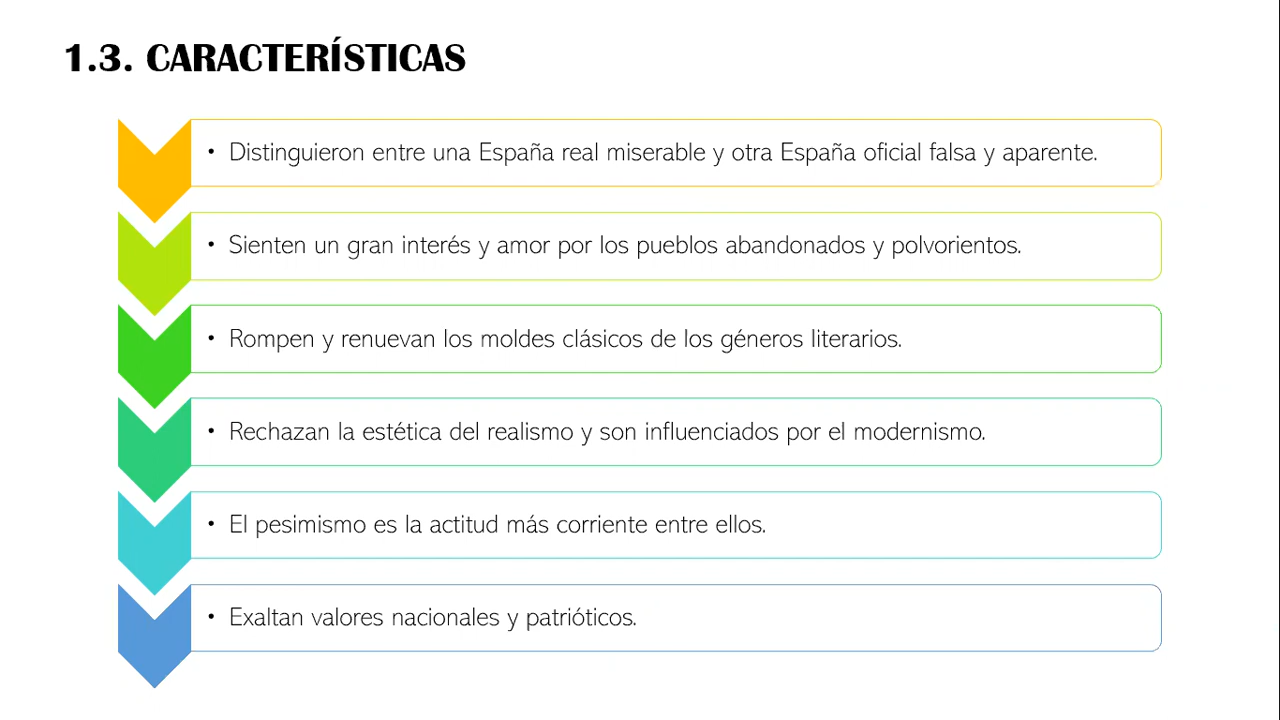 1.3. CARACTERÍSTICAS
• Distinguieron entre una España real miserable y otra España oficial falsa y aparente.
• Sienten un gran interés y amor por los pueblos abandonados y polvorientos.
• Rompen y renuevan los moldes clásicos de los géneros literarios.
• Rechazan la estética del realismo y son influenciados por el modernismo.
• El pesimismo es la actitud más corriente entre ellos.
• Exaltan valores nacionales y patrióticos.